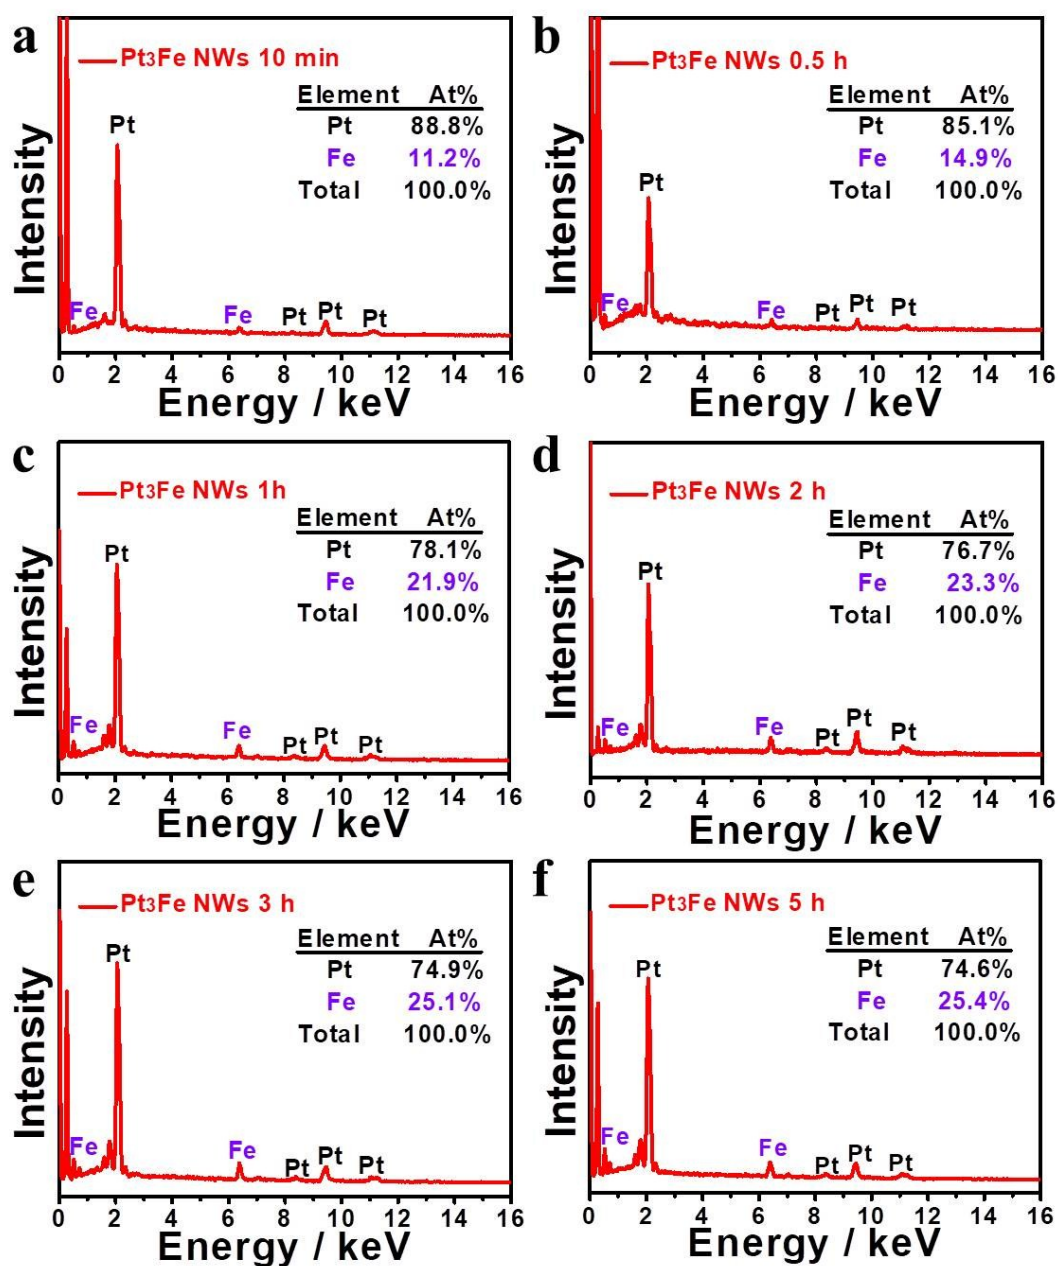 a
Pt3Fe NWs 10 min
Element At%
Pt 88.8%
Fe 11.2%
Total 100.0%
Pt
Fe
Fe
Pt
Pt
Pt
Intensity
0 2 4 6 8 10 12 14 16
Energy / keV
b
Pt3Fe NWs 0.5 h
Element At%
Pt 85.1%
Fe 14.9%
Total 100.0%
Pt
Fe
Fe
Pt
Pt
Pt
Intensity
0 2 4 6 8 10 12 14 16
Energy / keV
c
Pt3Fe NWs 1h
Element At%
Pt 78.1%
Fe 21.9%
Total 100.0%
Pt
Fe
Fe
Pt
Pt
Pt
Intensity
0 2 4 6 8 10 12 14 16
Energy / keV
d
Pt3Fe NWs 2 h
Element At%
Pt 76.7%
Fe 23.3%
Total 100.0%
Pt
Fe
Fe
Pt
Pt
Pt
Intensity
0 2 4 6 8 10 12 14 16
Energy / keV
e
Pt3Fe NWs 3 h
Element At%
Pt 74.9%
Fe 25.1%
Total 100.0%
Pt
Fe
Fe
Pt
Pt
Pt
Intensity
0 2 4 6 8 10 12 14 16
Energy / keV
f
Pt3Fe NWs 5 h
Element At%
Pt 74.6%
Fe 25.4%
Total 100.0%
Pt
Fe
Fe
Pt
Pt
Pt
Intensity
0 2 4 6 8 10 12 14 16
Energy / keV